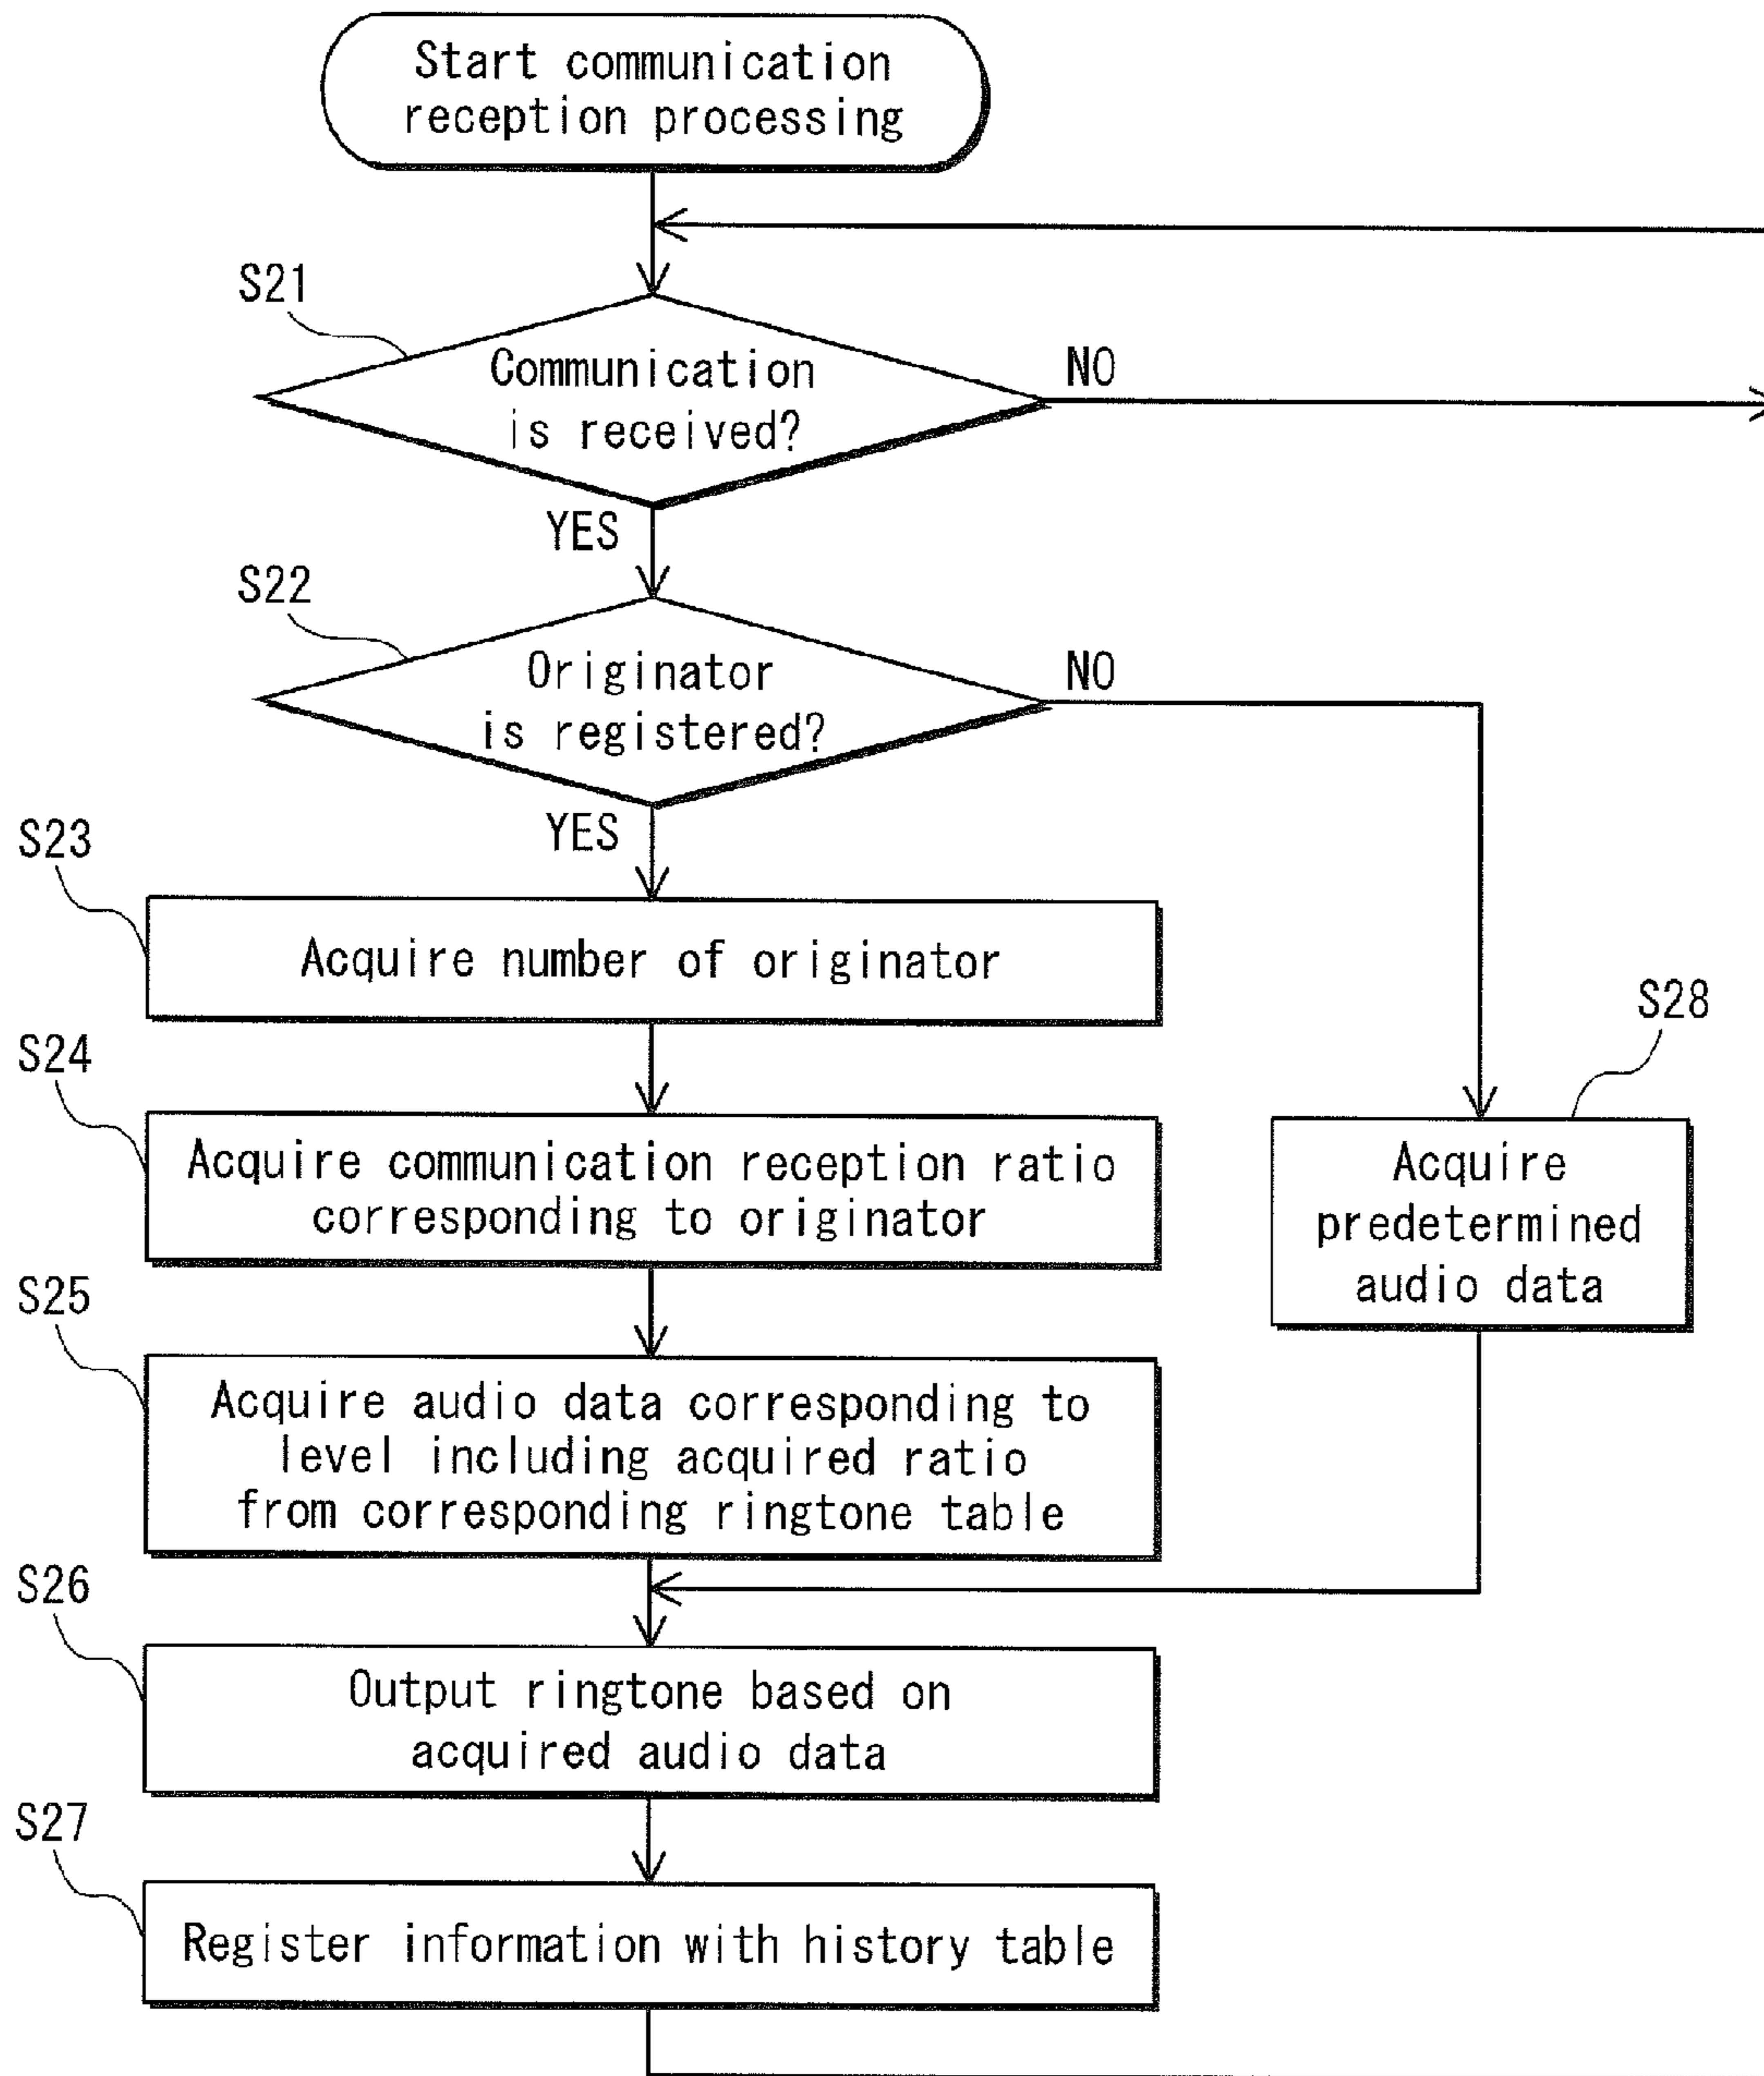 Start communication
reception processing
S21
Communication
is received?
NO
YES
S22
Originator
is registered?
NO
YES
S23
Acquire number of originator
S24
Acquire communication reception ratio
corresponding to originator
S28
Acquire
predetermined
audio data
S25
Acquire audio data corresponding to
level including acquired ratio
from corresponding ringtone table
S26
Output ringtone based on
acquired audio data
S27
Register information with history table